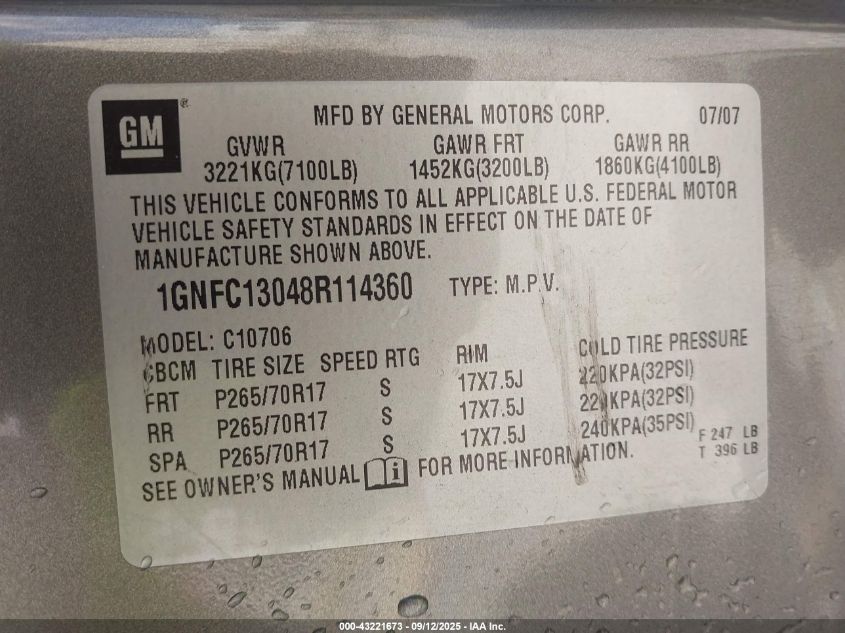 GM ®
MFD BY GENERAL MOTORS CORP. 07/07
GVWR GAWR FRT GAWR RR
3221KG(7100LB) 1452KG(3200LB) 1860KG(4100LB)
THIS VEHICLE CONFORMS TO ALL APPLICABLE U.S. FEDERAL MOTOR
VEHICLE SAFETY STANDARDS IN EFFECT ON THE DATE OF
MANUFACTURE SHOWN ABOVE.
1GNFC13048R114360 TYPE: M.P.V.
MODEL: C10706
GBCM TIRE SIZE SPEED RTG RIM COLD TIRE PRESSURE
FRT P265/70R17 S 17X7.5J 220KPA(32PSI)
RR P265/70R17 S 17X7.5J 220KPA(32PSI)
SPA P265/70R17 S 17X7.5J 240KPA(35PSI) F 247 LB
T 396 LB
SEE OWNER'S MANUAL i FOR MORE INFORMATION.
000-43221673 - 09/12/2025 - IAA Inc.